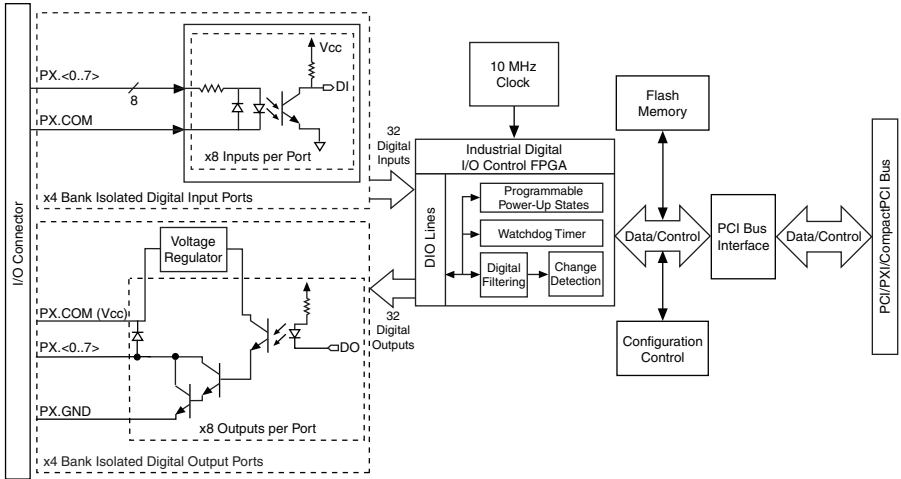 I/O Connector
Vcc
PX.<0..7>
8
DI
PX.COM
x8 Inputs per Port
x4 Bank Isolated Digital Input Ports
32
Digital
Inputs
10 MHz
Clock
Industrial Digital
I/O Control FPGA
DIO Lines
Programmable
Power-Up States
Watchdog Timer
Digital
Filtering
Change
Detection
Flash
Memory
Data/Control
PCI Bus
Interface
Data/Control
PCI/PXI/CompactPCI Bus
Configuration
Control
Voltage
Regulator
32
Digital
Outputs
PX.COM (Vcc)
PX.<0..7>
DO
PX.GND
x8 Outputs per Port
x4 Bank Isolated Digital Output Ports